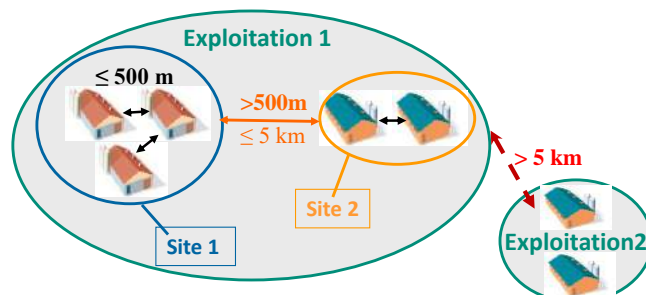 Exploitation 1
≤ 500 m
>500m
≤ 5 km
> 5 km
Site 2
Site 1
Exploitation2